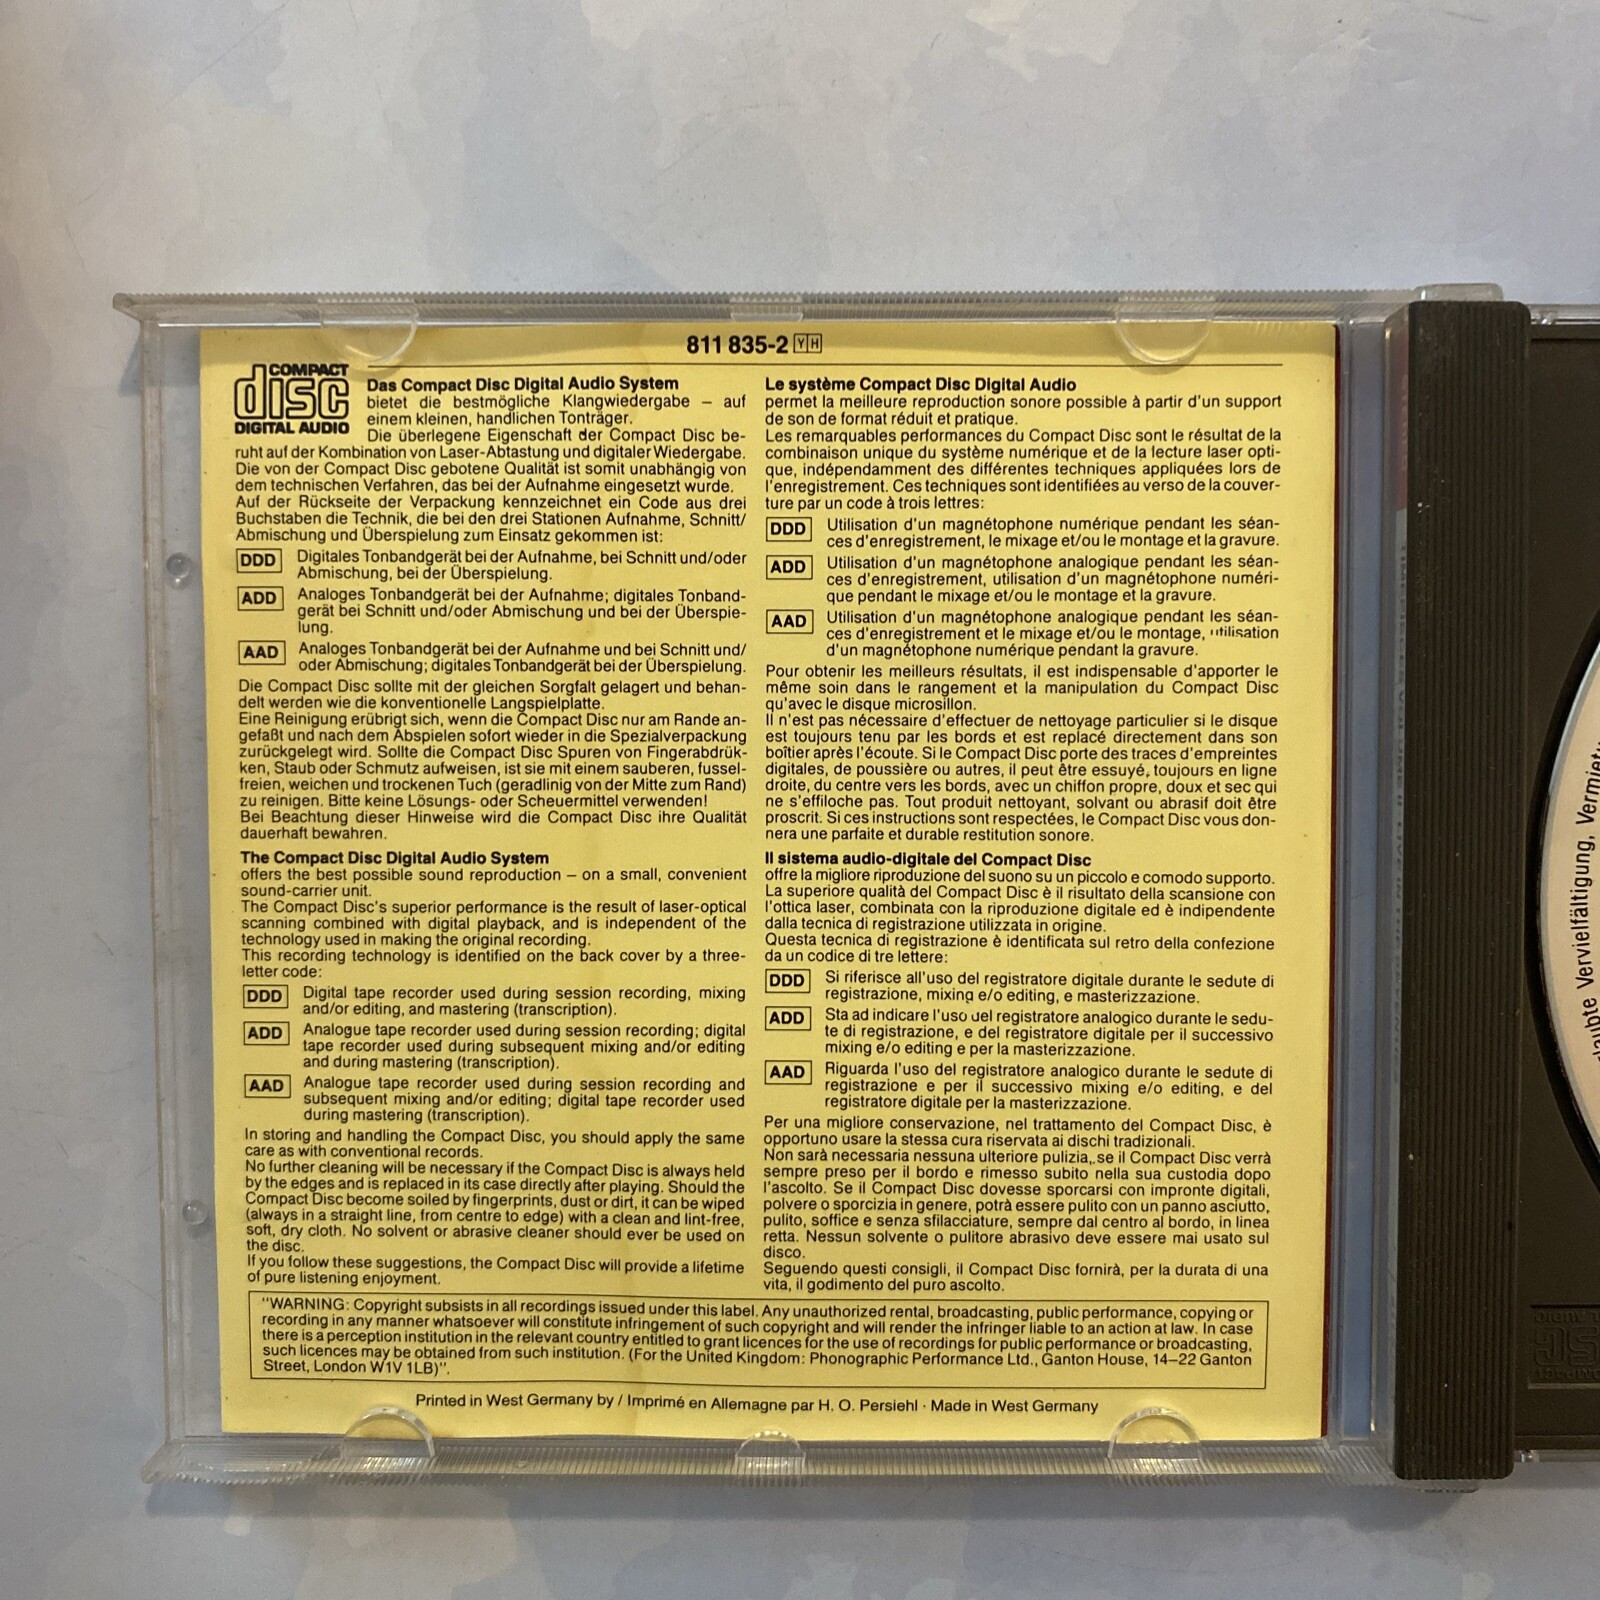 811 835-2 YH
COMPACT
disc
DIGITAL AUDIO
Das Compact Disc Digital Audio System
bietet die bestmögliche Klangwiedergabe – auf
einem kleinen, handlichen Tonträger.
Die überlegene Eigenschaft der Compact Disc be-
ruht auf der Kombination von Laser-Abtastung und digitaler Wiedergabe.
Die von der Compact Disc gebotene Qualität ist somit unabhängig von
dem technischen Verfahren, das bei der Aufnahme eingesetzt wurde.
Auf der Rückseite der Verpackung kennzeichnet ein Code aus drei
Buchstaben die Technik, die bei den drei Stationen Aufnahme, Schnitt/
Abmischung und Überspielung zum Einsatz gekommen ist:
DDD Digitales Tonbandgerät bei der Aufnahme, bei Schnitt und/oder
Abmischung, bei der Überspielung.
ADD Analoges Tonbandgerät bei der Aufnahme; digitales Tonband-
gerät bei Schnitt und/oder Abmischung und bei der Überspie-
lung.
AAD Analoges Tonbandgerät bei der Aufnahme und bei Schnitt und/
oder Abmischung; digitales Tonbandgerät bei der Überspielung.
Die Compact Disc sollte mit der gleichen Sorgfalt gelagert und behan-
delt werden wie die konventionelle Langspielplatte.
Eine Reinigung erübrigt sich, wenn die Compact Disc nur am Rande an-
gefaßt und nach dem Abspielen sofort wieder in die Spezialverpackung
zurückgelegt wird. Sollte die Compact Disc Spuren von Fingerabdrük-
ken, Staub oder Schmutz aufweisen, ist sie mit einem sauberen, fussel-
freien, weichen und trockenen Tuch (geradlinig von der Mitte zum Rand)
zu reinigen. Bitte keine Lösungs- oder Scheuermittel verwenden!
Bei Beachtung dieser Hinweise wird die Compact Disc ihre Qualität
dauerhaft bewahren.
The Compact Disc Digital Audio System
offers the best possible sound reproduction – on a small, convenient
sound-carrier unit.
The Compact Disc's superior performance is the result of laser-optical
scanning combined with digital playback, and is independent of the
technology used in making the original recording.
This recording technology is identified on the back cover by a three-
letter code:
DDD Digital tape recorder used during session recording, mixing
and/or editing, and mastering (transcription).
ADD Analogue tape recorder used during session recording; digital
tape recorder used during subsequent mixing and/or editing
and during mastering (transcription).
AAD Analogue tape recorder used during session recording and
subsequent mixing and/or editing; digital tape recorder used
during mastering (transcription).
In storing and handling the Compact Disc, you should apply the same
care as with conventional records.
No further cleaning will be necessary if the Compact Disc is always held
by the edges and is replaced in its case directly after playing. Should the
Compact Disc become soiled by fingerprints, dust or dirt, it can be wiped
(always in a straight line, from centre to edge) with a clean and lint-free,
soft, dry cloth. No solvent or abrasive cleaner should ever be used on
the disc.
If you follow these suggestions, the Compact Disc will provide a lifetime
of pure listening enjoyment.
Le système Compact Disc Digital Audio
permet la meilleure reproduction sonore possible à partir d'un support
de son de format réduit et pratique.
Les remarquables performances du Compact Disc sont le résultat de la
combinaison unique du système numérique et de la lecture laser opti-
que, indépendamment des différentes techniques appliquées lors de
l'enregistrement. Ces techniques sont identifiées au verso de la couver-
ture par un code à trois lettres:
DDD Utilisation d'un magnétophone numérique pendant les séan-
ces d'enregistrement, le mixage et/ou le montage et la gravure.
ADD Utilisation d'un magnétophone analogique pendant les séan-
ces d'enregistrement, utilisation d'un magnétophone numéri-
que pendant le mixage et/ou le montage et la gravure.
AAD Utilisation d'un magnétophone analogique pendant les séan-
ces d'enregistrement et le mixage et/ou le montage, utilisation
d'un magnétophone numérique pendant la gravure.
Pour obtenir les meilleurs résultats, il est indispensable d'apporter le
même soin dans le rangement et la manipulation du Compact Disc
qu'avec le disque microsillon.
Il n'est pas nécessaire d'effectuer de nettoyage particulier si le disque
est toujours tenu par les bords et est replacé directement dans son
boîtier après l'écoute. Si le Compact Disc porte des traces d'empreintes
digitales, de poussière ou autres, il peut être essuyé, toujours en ligne
droite, du centre vers les bords, avec un chiffon propre, doux et sec qui
ne s'effiloche pas. Tout produit nettoyant, solvant ou abrasif doit être
proscrit. Si ces instructions sont respectées, le Compact Disc vous don-
nera une parfaite et durable restitution sonore.
Il sistema audio-digitale del Compact Disc
offre la migliore riproduzione del suono su un piccolo e comodo supporto.
La superiore qualità del Compact Disc è il risultato della scansione con
l'ottica laser, combinata con la riproduzione digitale ed è indipendente
dalla tecnica di registrazione utilizzata in origine.
Questa tecnica di registrazione è identificata sul retro della confezione
da un codice di tre lettere:
DDD Si riferisce all'uso del registratore digitale durante le sedute di
registrazione, mixing e/o editing, e masterizzazione.
ADD Sta ad indicare l'uso del registratore analogico durante le sedu-
te di registrazione, e del registratore digitale per il successivo
mixing e/o editing e per la masterizzazione.
AAD Riguarda l'uso del registratore analogico durante le sedute di
registrazione e per il successivo mixing e/o editing, e del
registratore digitale per la masterizzazione.
Per una migliore conservazione, nel trattamento del Compact Disc, è
opportuno usare la stessa cura riservata ai dischi tradizionali.
Non sarà necessaria nessuna ulteriore pulizia, se il Compact Disc verrà
sempre preso per il bordo e rimesso subito nella sua custodia dopo
l'ascolto. Se il Compact Disc dovesse sporcarsi con impronte digitali,
polvere o sporcizia in genere, potrà essere pulito con un panno asciutto,
pulito, soffice e senza sfilacciature, sempre dal centro al bordo, in linea
retta. Nessun solvente o pulitore abrasivo deve essere mai usato sul
disco.
Seguendo questi consigli, il Compact Disc fornirà, per la durata di una
vita, il godimento del puro ascolto.
"WARNING: Copyright subsists in all recordings issued under this label. Any unauthorized rental, broadcasting, public performance, copying or
recording in any manner whatsoever will constitute infringement of such copyright and will render the infringer liable to an action at law. In case
there is a perception institution in the relevant country entitled to grant licences for the use of recordings for public performance or broadcasting,
such licences may be obtained from such institution. (For the United Kingdom: Phonographic Performance Ltd., Ganton House, 14–22 Ganton
Street, London W1V 1LB)".
Printed in West Germany by / Imprimé en Allemagne par H. O. Persiehl · Made in West Germany
Vervielfältigung,